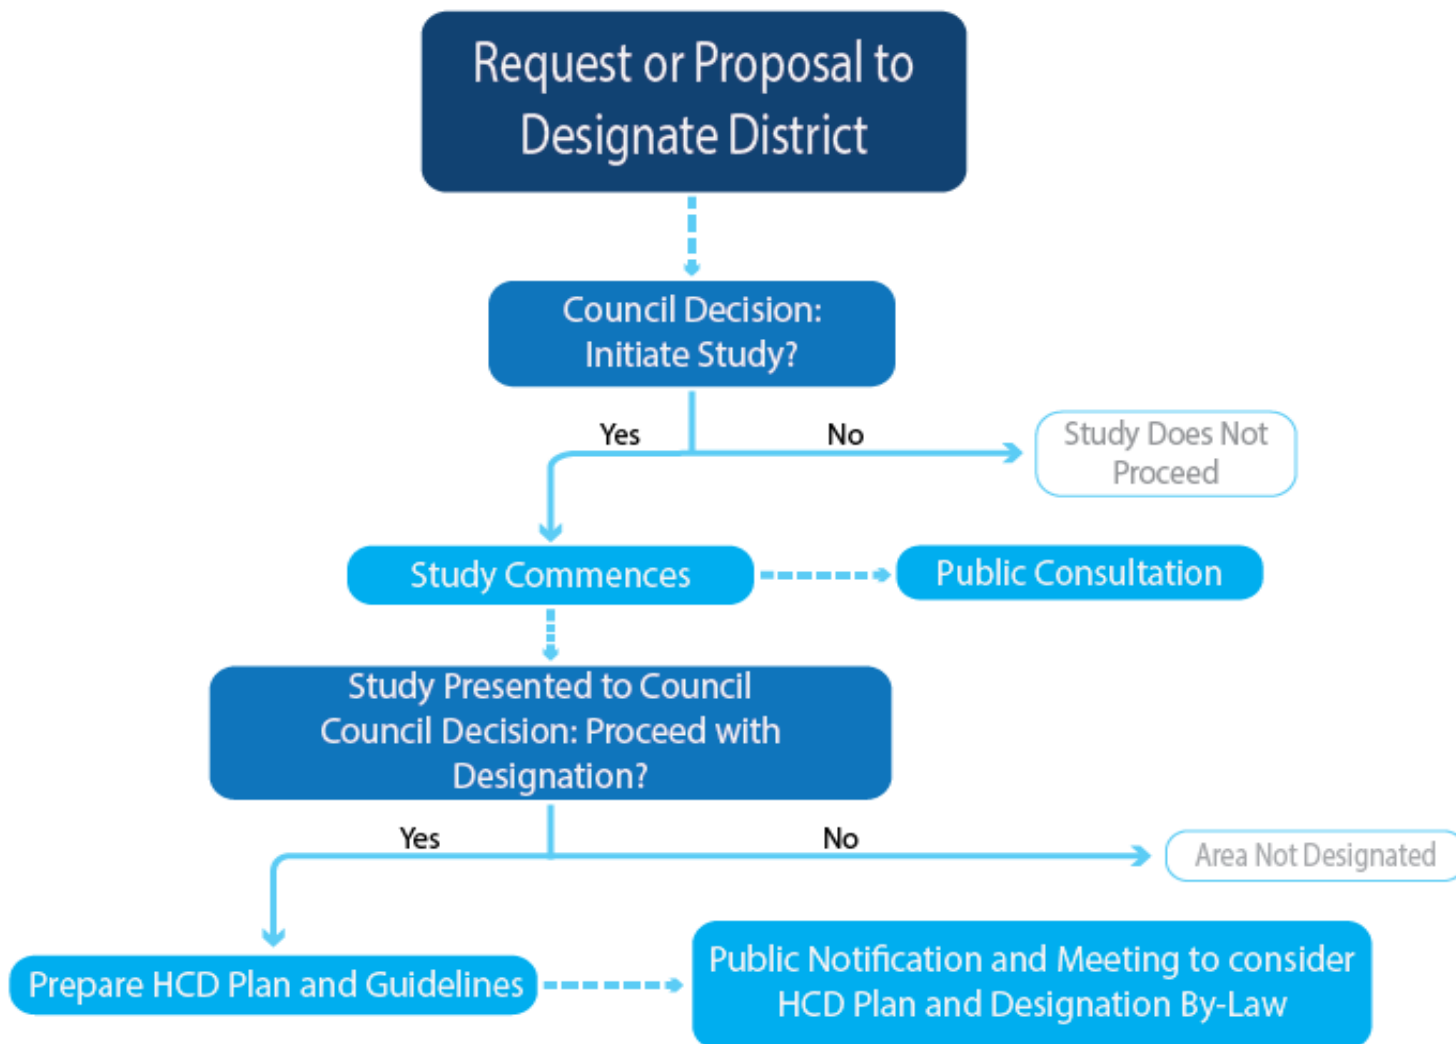 Request or Proposal to
Designate District
Council Decision:
Initiate Study?
Yes
No
Study Does Not
Proceed
Study Commences
Public Consultation
Study Presented to Council
Council Decision: Proceed with
Designation?
Yes
No
Area Not Designated
Prepare HCD Plan and Guidelines
Public Notification and Meeting to consider
HCD Plan and Designation By-Law